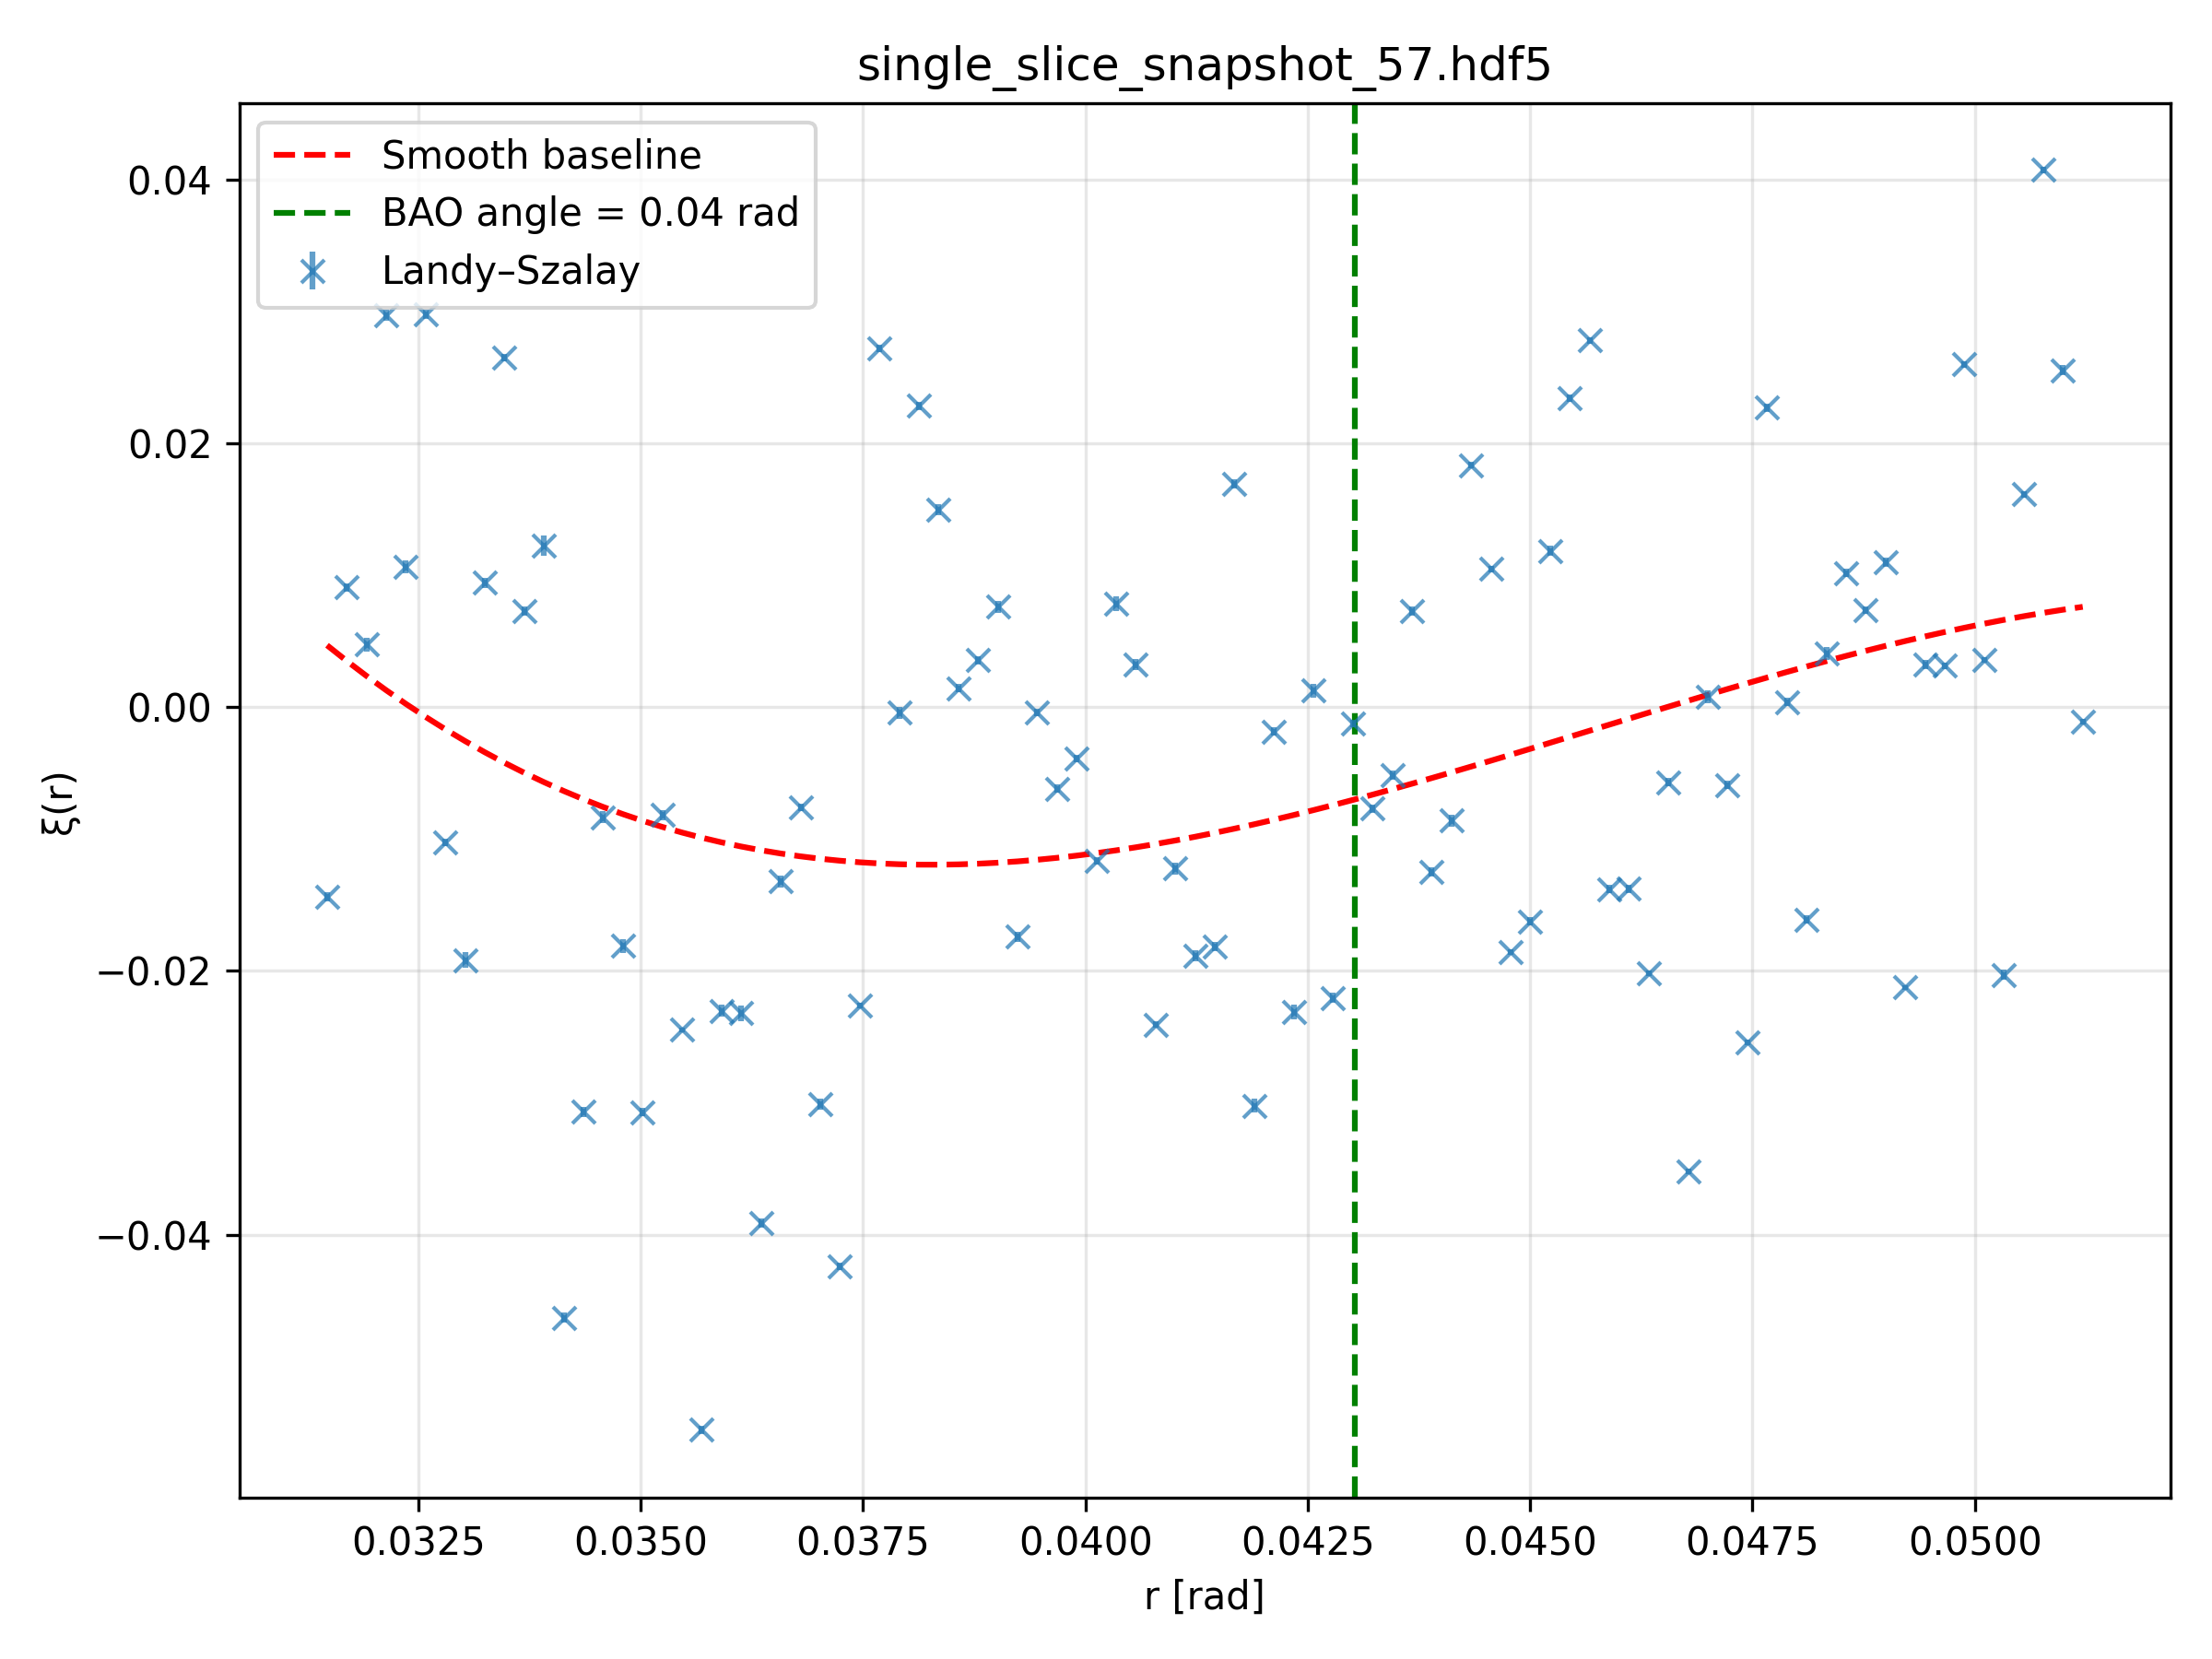 single_slice_snapshot_57.hdf5
Smooth baseline
BAO angle = 0.04 rad
Landy–Szalay
0.04
0.02
0.00
−0.02
−0.04
ξ(r)
0.0325 0.0350 0.0375 0.0400 0.0425 0.0450 0.0475 0.0500
r [rad]